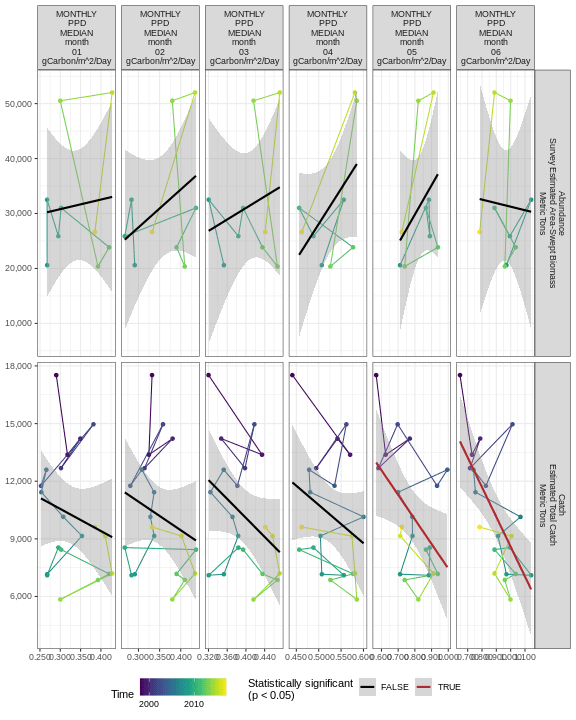 MONTHLY
PPD
MEDIAN
month
01
gCarbon/m^2/Day
MONTHLY
PPD
MEDIAN
month
02
gCarbon/m^2/Day
MONTHLY
PPD
MEDIAN
month
03
gCarbon/m^2/Day
MONTHLY
PPD
MEDIAN
month
04
gCarbon/m^2/Day
MONTHLY
PPD
MEDIAN
month
05
gCarbon/m^2/Day
MONTHLY
PPD
MEDIAN
month
06
gCarbon/m^2/Day
50,000
40,000
30,000
20,000
10,000
Abundance
Survey Estimated Area-Swept Biomass
Metric Tons
18,000
15,000
12,000
9,000
6,000
Catch
Estimated Total Catch
Metric Tons
0.250 0.300 0.350 0.400
0.300 0.350 0.400
0.320 0.360 0.400 0.440
0.450 0.500 0.550 0.600
0.600 0.700 0.800 0.900 1.000
0.700 0.800 0.900 1.000 1.100
Time
2000 2010
Statistically significant
(p < 0.05)
FALSE
TRUE